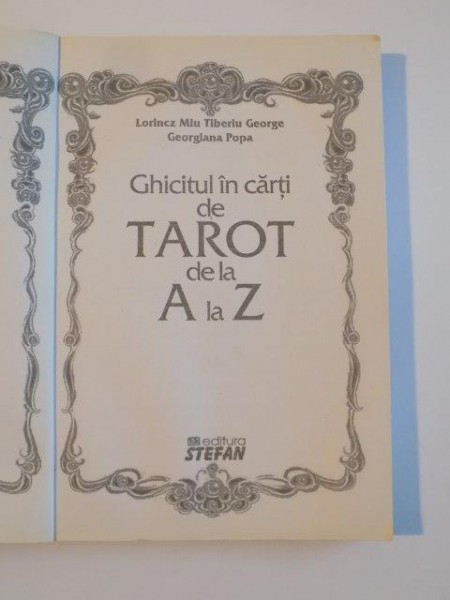 Lorincz Miu Tiberiu George
Georgiana Popa
Ghicitul în cărți
de
TAROT
de la
A la Z
editura
STEFAN